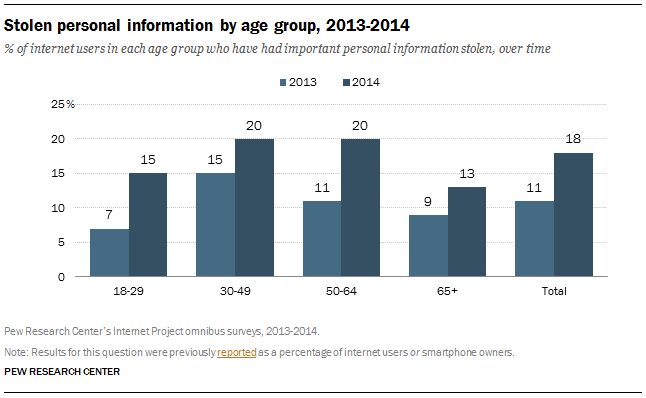 Stolen personal information by age group, 2013-2014
% of internet users in each age group who have had important personal information stolen, over time
2013 2014
25%
20
15
10
5
0
7 15 15 20 11 20 9 13 11 18
18-29 30-49 50-64 65+ Total
Pew Research Center's Internet Project omnibus surveys, 2013-2014.
Note: Results for this question were previously reported as a percentage of internet users or smartphone owners.
PEW RESEARCH CENTER